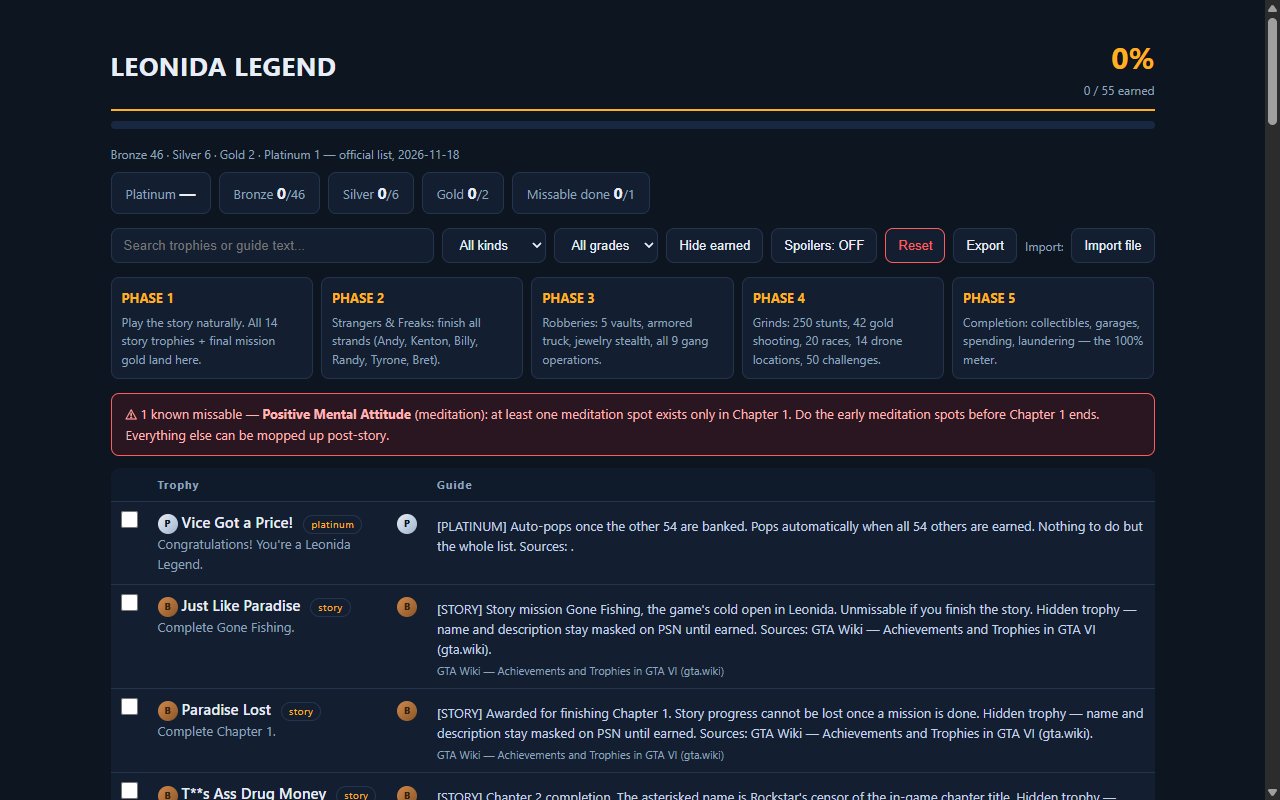 LEONIDA LEGEND
0%
0 / 55 earned
Bronze 46 · Silver 6 · Gold 2 · Platinum 1 — official list, 2026-11-18
Platinum —
Bronze 0/46
Silver 0/6
Gold 0/2
Missable done 0/1
Search trophies or guide text...
All kinds
All grades
Hide earned
Spoilers: OFF
Reset
Export
Import:
Import file
PHASE 1
Play the story naturally. All 14
story trophies + final mission
gold land here.
PHASE 2
Strangers & Freaks: finish all
strands (Andy, Kenton, Billy,
Randy, Tyrone, Bret).
PHASE 3
Robberies: 5 vaults, armored
truck, jewelry stealth, all 9 gang
operations.
PHASE 4
Grinds: 250 stunts, 42 gold
shooting, 20 races, 14 drone
locations, 50 challenges.
PHASE 5
Completion: collectibles, garages,
spending, laundering — the 100%
meter.
⚠ 1 known missable — Positive Mental Attitude (meditation): at least one meditation spot exists only in Chapter 1. Do the early meditation spots before Chapter 1 ends.
Everything else can be mopped up post-story.
Trophy
Guide
P Vice Got a Price! platinum
Congratulations! You're a Leonida
Legend.
P
[PLATINUM] Auto-pops once the other 54 are banked. Pops automatically when all 54 others are earned. Nothing to do but
the whole list. Sources: .
B Just Like Paradise story
Complete Gone Fishing.
B
[STORY] Story mission Gone Fishing, the game's cold open in Leonida. Unmissable if you finish the story. Hidden trophy —
name and description stay masked on PSN until earned. Sources: GTA Wiki — Achievements and Trophies in GTA VI
(gta.wiki).
GTA Wiki — Achievements and Trophies in GTA VI (gta.wiki)
B Paradise Lost story
Complete Chapter 1.
B
[STORY] Awarded for finishing Chapter 1. Story progress cannot be lost once a mission is done. Hidden trophy — name and
description stay masked on PSN until earned. Sources: GTA Wiki — Achievements and Trophies in GTA VI (gta.wiki).
GTA Wiki — Achievements and Trophies in GTA VI (gta.wiki)
B T**s Ass Drug Money story
B
[STORY] Chapter 2 completion. The asterisked name is Rockstar's censor of the in-game chapter title. Hidden trophy —